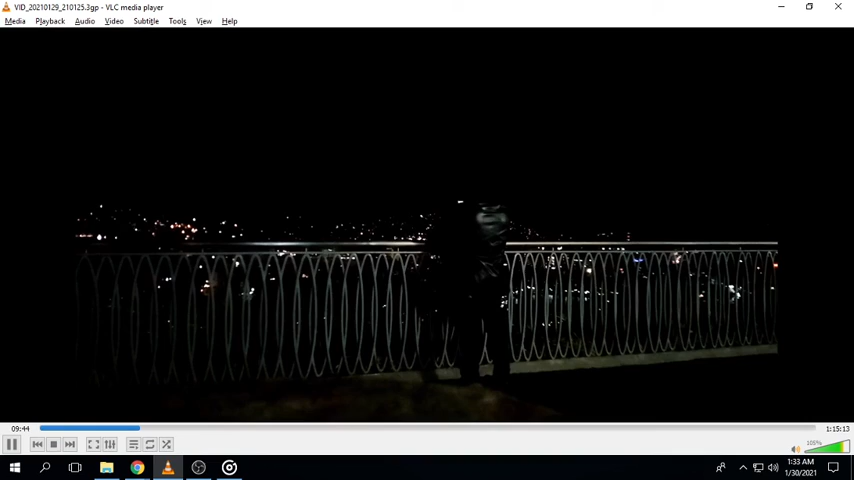 VID_20210129_210125.3gp - VLC media player
Media Playback Audio Video Subtitle Tools View Help
09:44
1:15:13
105%
1:33 AM
1/30/2021